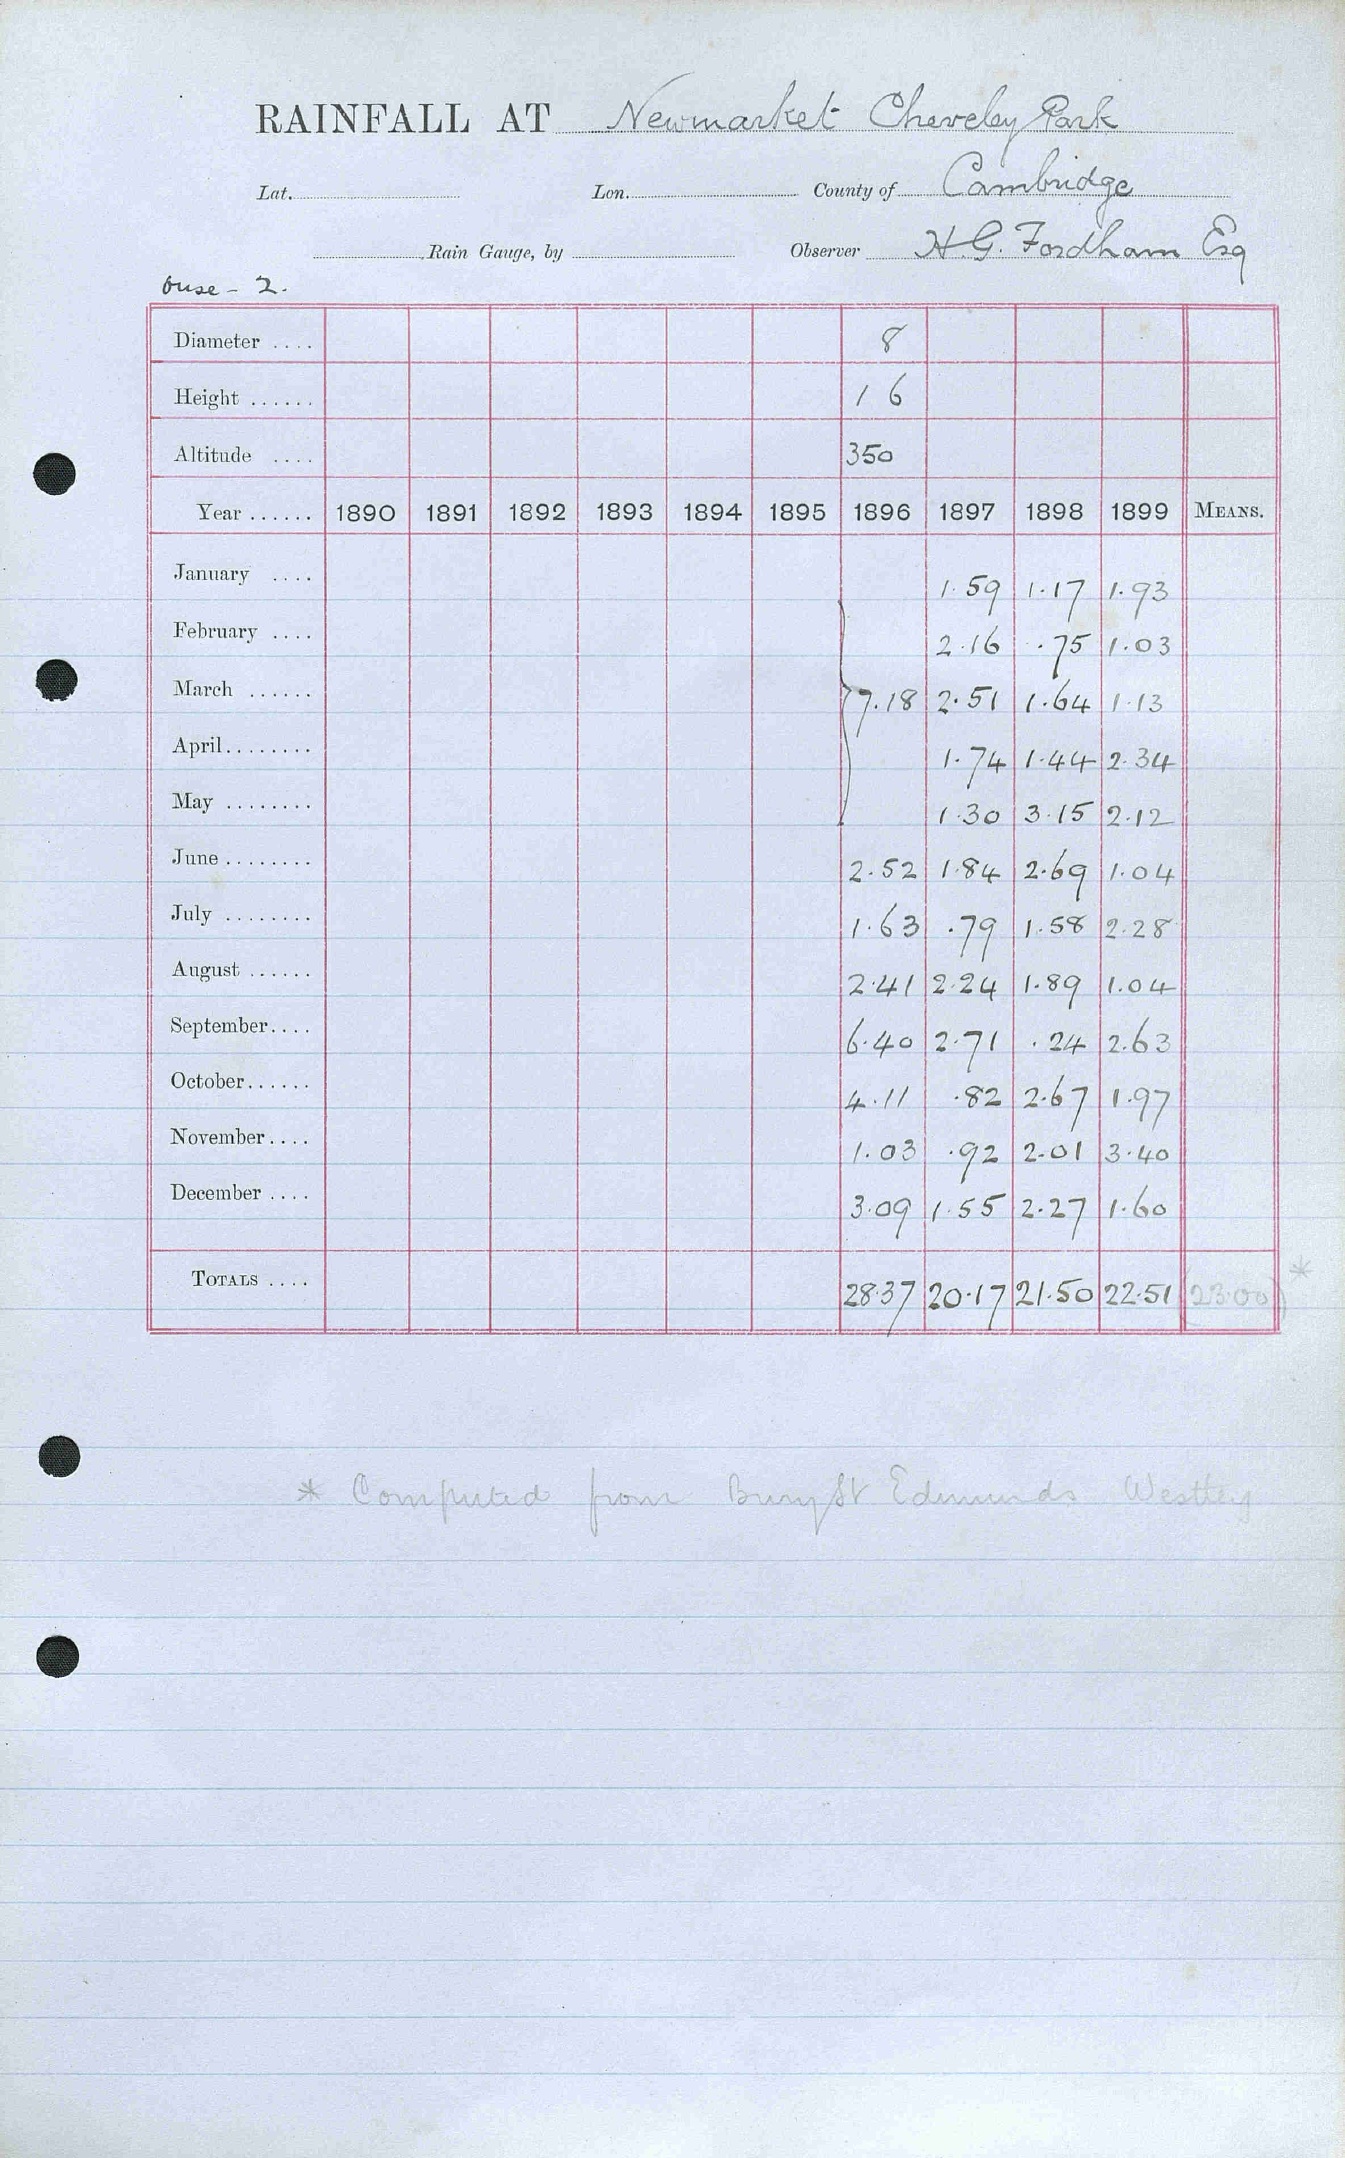 RAINFALL AT Newmarket Cheveley Park
Lat. Lon. County of Cambridge
Rain Gauge, by Observer H.G. Fordham Esq
Ouse - 2.
Diameter .... 8
Height ...... 1 6
Altitude .... 350
Year ...... 1890 1891 1892 1893 1894 1895 1896 1897 1898 1899 MEANS.
January .... 1.59 1.17 1.93
February .... 2.16 .75 1.03
March ...... 7.18 2.51 1.64 1.13
April........ 1.74 1.44 2.34
May ........ 1.30 3.15 2.12
June ........ 2.52 1.84 2.69 1.04
July ........ 1.63 .79 1.58 2.28
August ...... 2.41 2.24 1.89 1.04
September.... 6.40 2.71 .24 2.63
October...... 4.11 .82 2.67 1.97
November.... 1.03 .92 2.01 3.40
December .... 3.09 1.55 2.27 1.60
TOTALS .... 28.37 20.17 21.50 22.51 (23.00) *
* Computed from Bury St Edmunds Westley